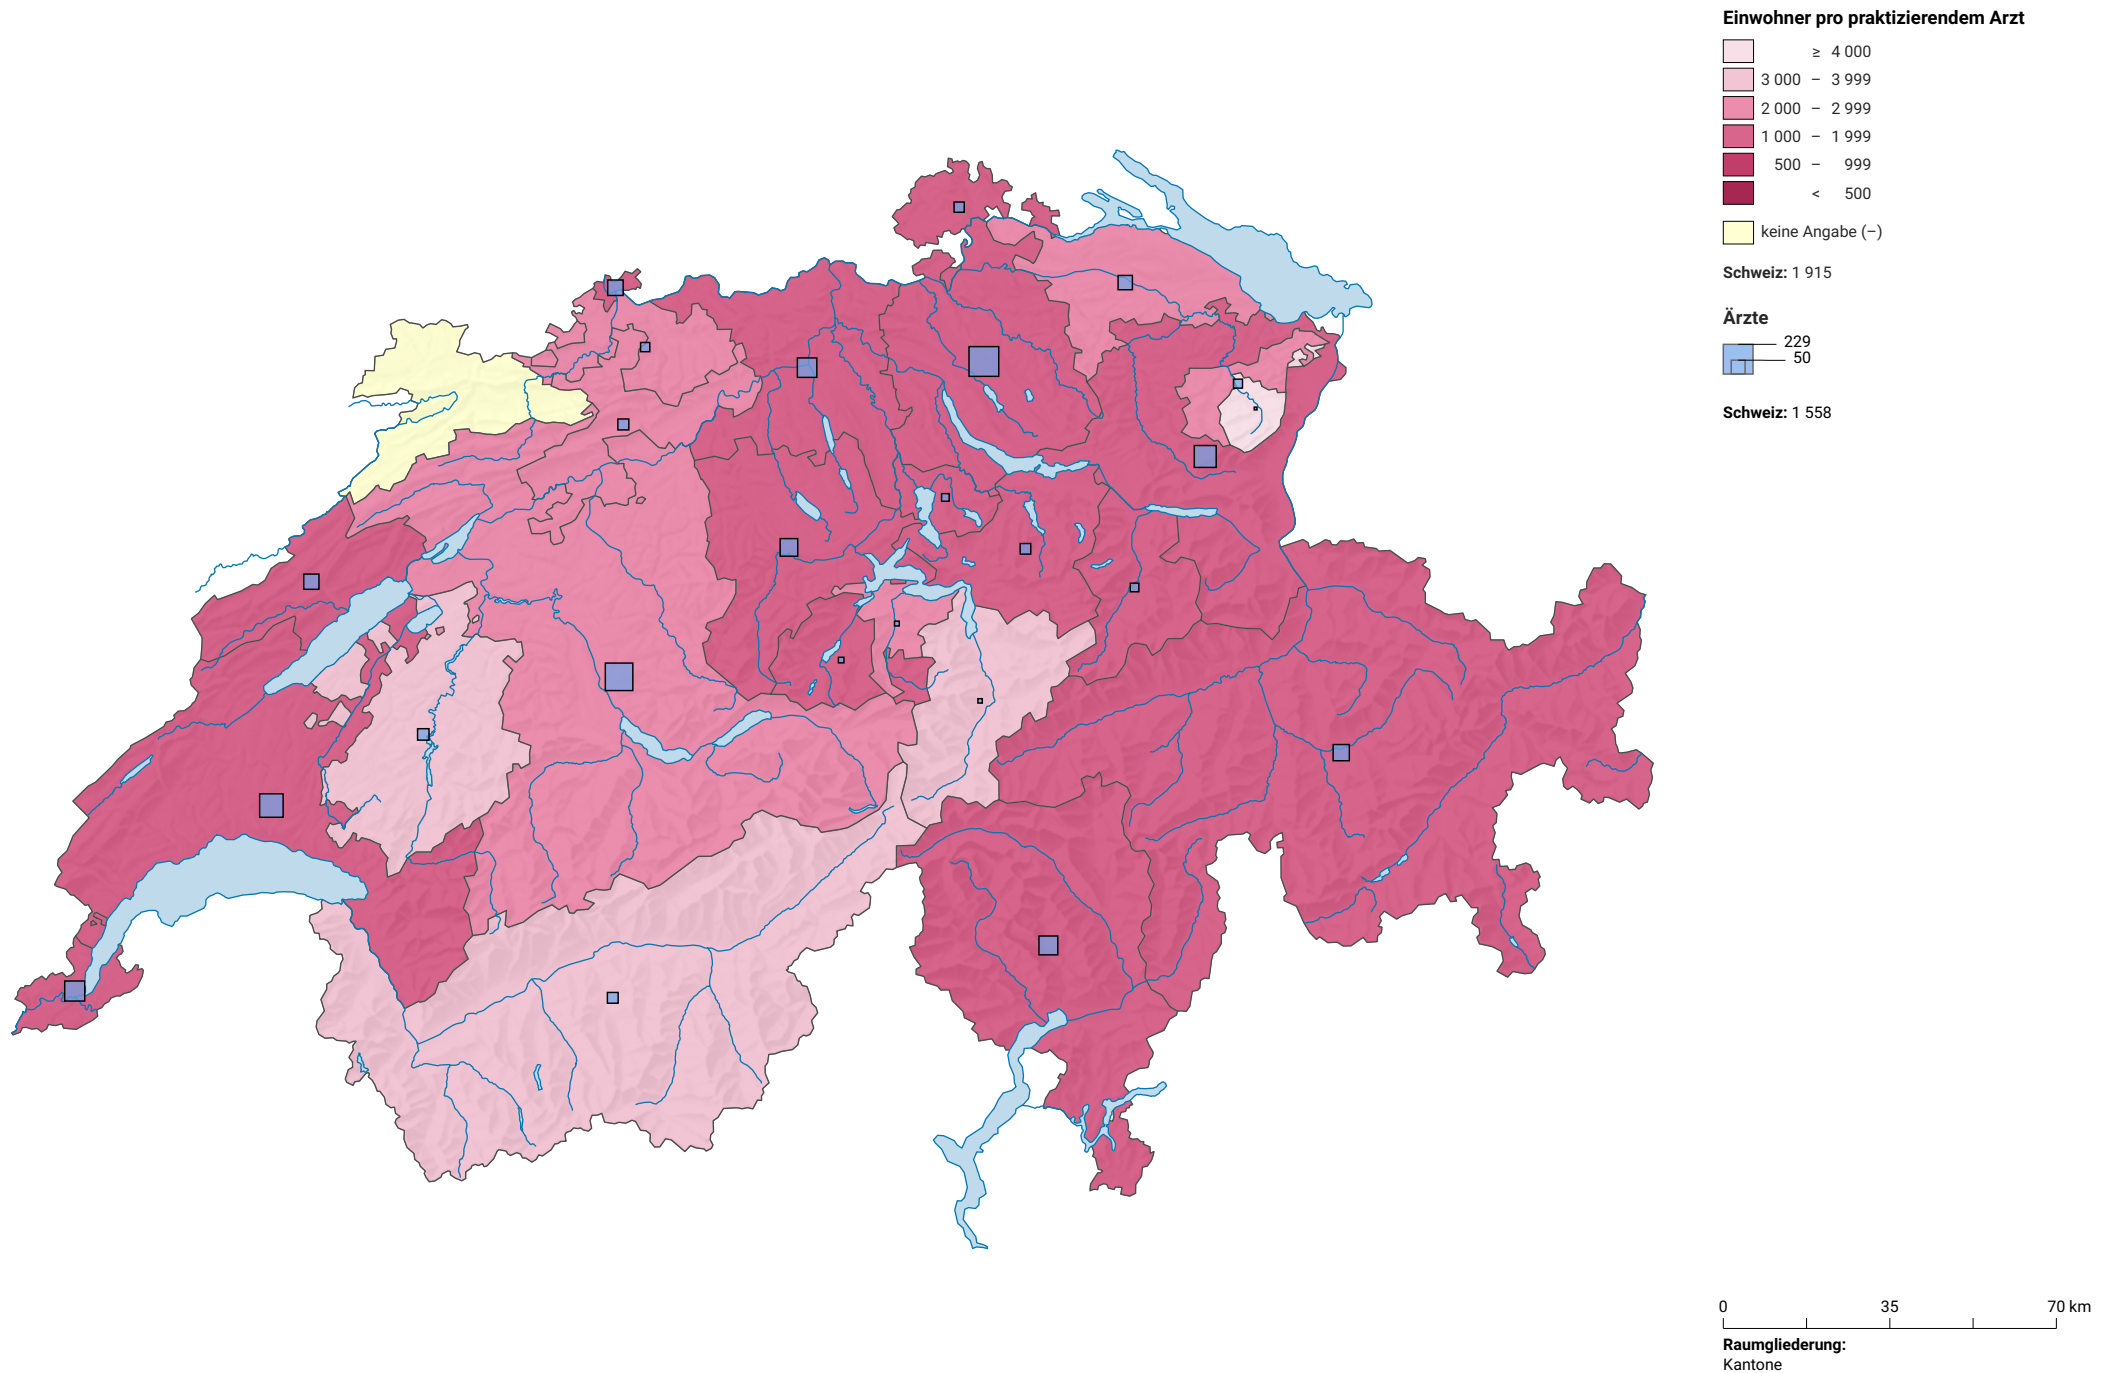 Einwohner pro praktizierendem Arzt
≥ 4 000
3 000 – 3 999
2 000 – 2 999
1 000 – 1 999
500 – 999
< 500
keine Angabe (–)
Schweiz: 1 915
Ärzte
229
50
Schweiz: 1 558
0 35 70 km
Raumgliederung:
Kantone